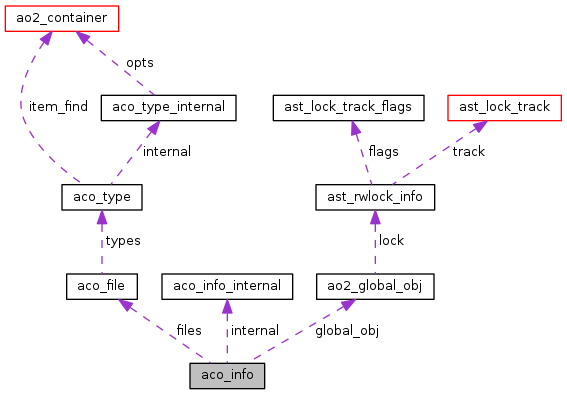 ao2_container
opts
item_find
aco_type_internal
ast_lock_track_flags
ast_lock_track
internal
flags
track
aco_type
ast_rwlock_info
types
lock
aco_file
aco_info_internal
ao2_global_obj
files
internal
global_obj
aco_info